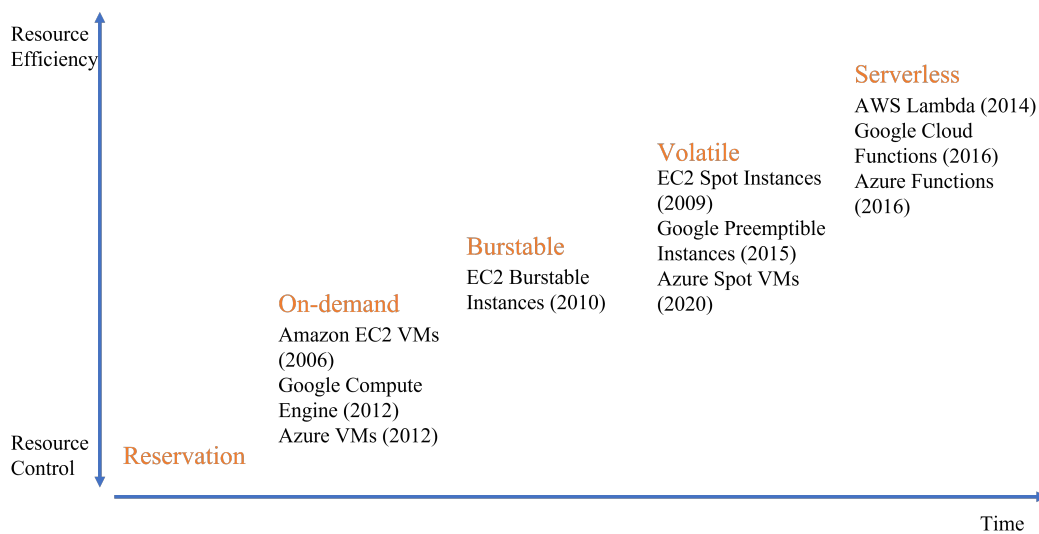 Resource
Efficiency
Serverless
AWS Lambda (2014)
Google Cloud
Functions (2016)
Azure Functions
(2016)
Volatile
EC2 Spot Instances
(2009)
Google Preemptible
Instances (2015)
Azure Spot VMs
(2020)
Burstable
EC2 Burstable
Instances (2010)
On-demand
Amazon EC2 VMs
(2006)
Google Compute
Engine (2012)
Azure VMs (2012)
Resource
Control
Reservation
Time